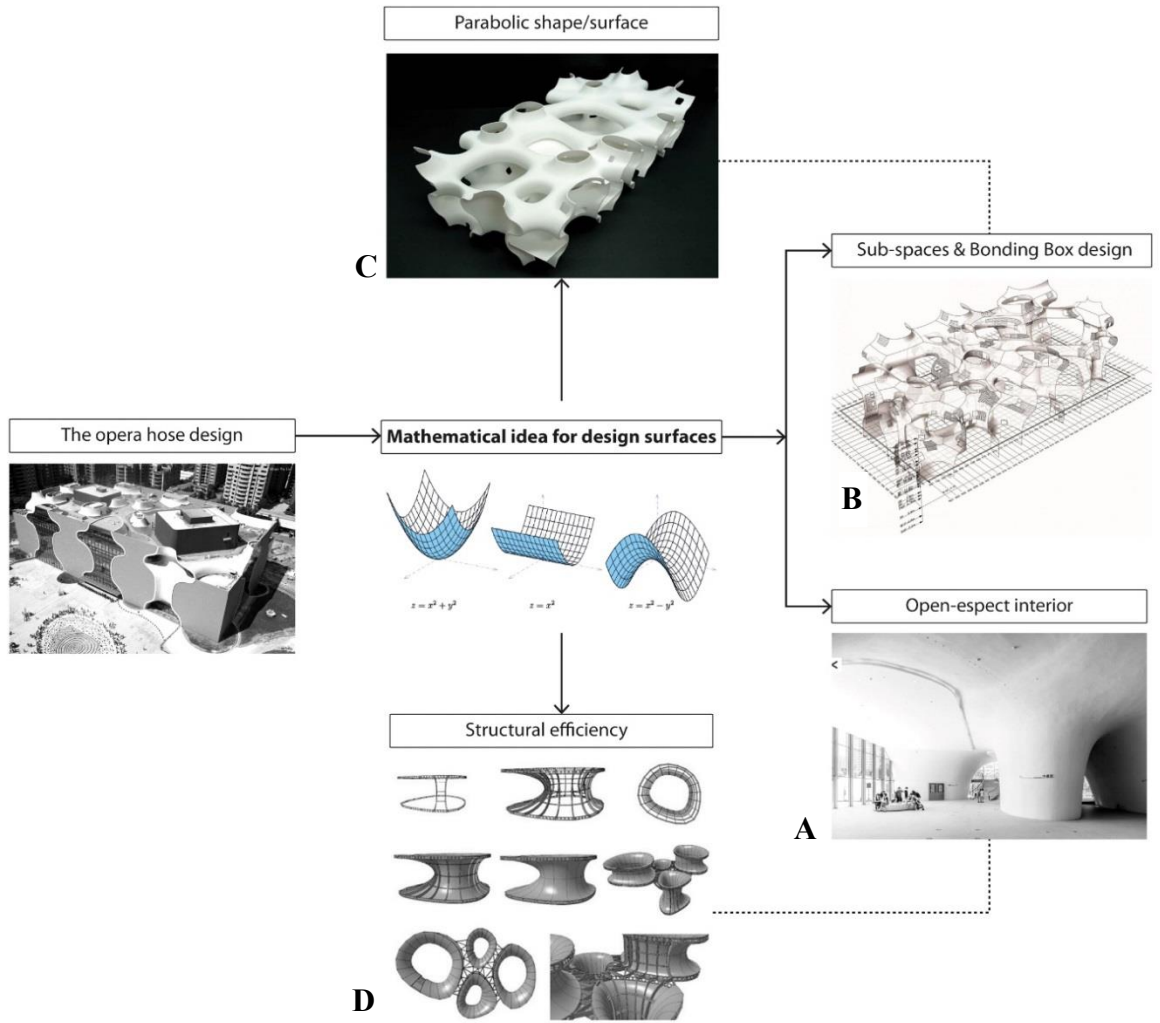 Parabolic shape/surface
C
Sub-spaces & Bonding Box design
B
The opera hose design
Mathematical idea for design surfaces
z = x² + y²
z = x²
z = x² − y²
Open-espect interior
<
A
Structural efficiency
D